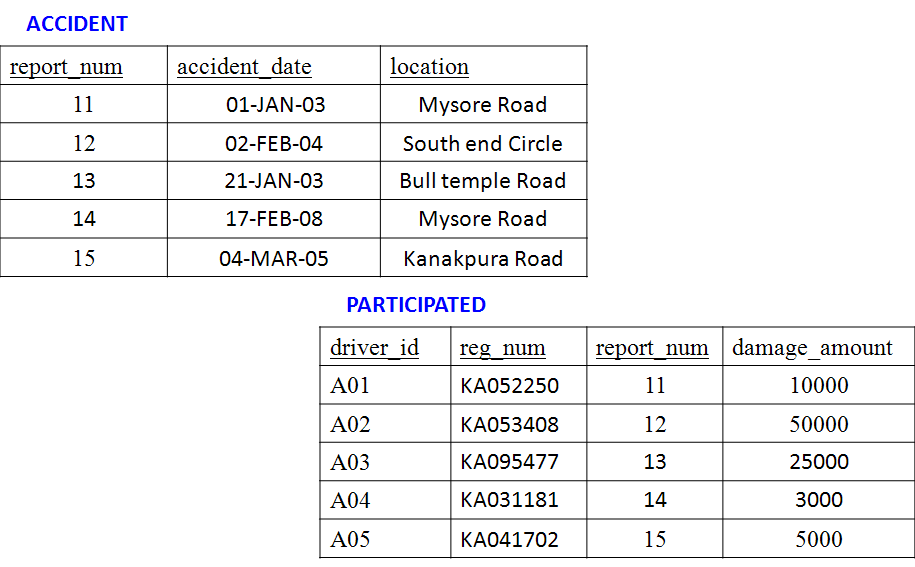 ACCIDENT
report_num accident_date location
11 01-JAN-03 Mysore Road
12 02-FEB-04 South end Circle
13 21-JAN-03 Bull temple Road
14 17-FEB-08 Mysore Road
15 04-MAR-05 Kanakpura Road
PARTICIPATED
driver_id reg_num report_num damage_amount
A01 KA052250 11 10000
A02 KA053408 12 50000
A03 KA095477 13 25000
A04 KA031181 14 3000
A05 KA041702 15 5000